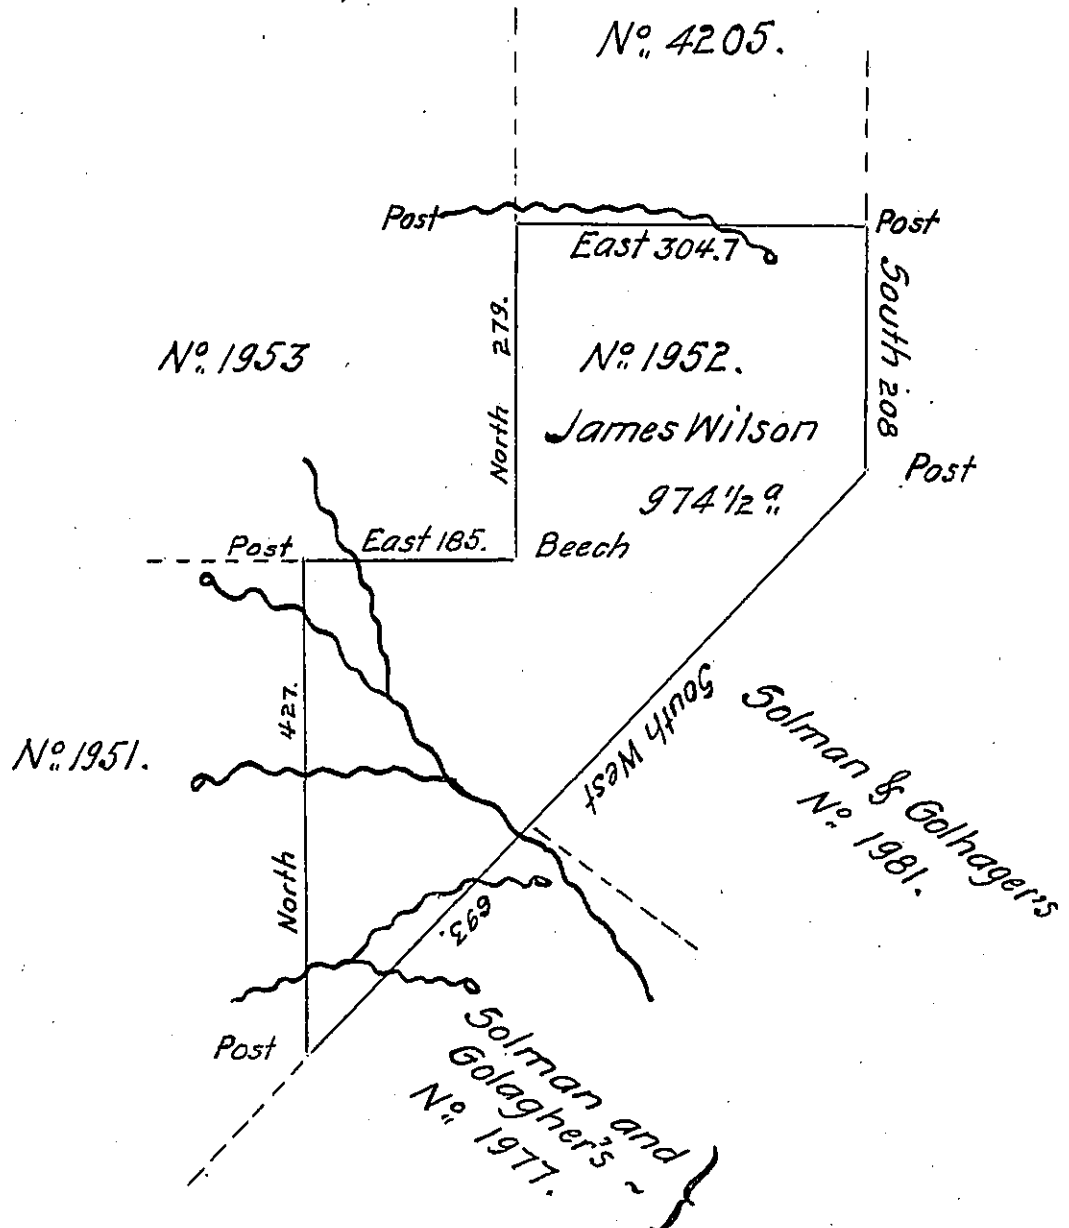 Nº 4205.
Post
Post
East 304.7
South 208
North 279.
Nº 1953
Nº 1952.
James Wilson
974 1/2 a
Post
Post
East 185.
Beech
North 427.
Nº 1951.
South West 693.
Solman & Golhager's
Nº 1981.
Post
Solman and
Golagher's ~
Nº 1977. ~